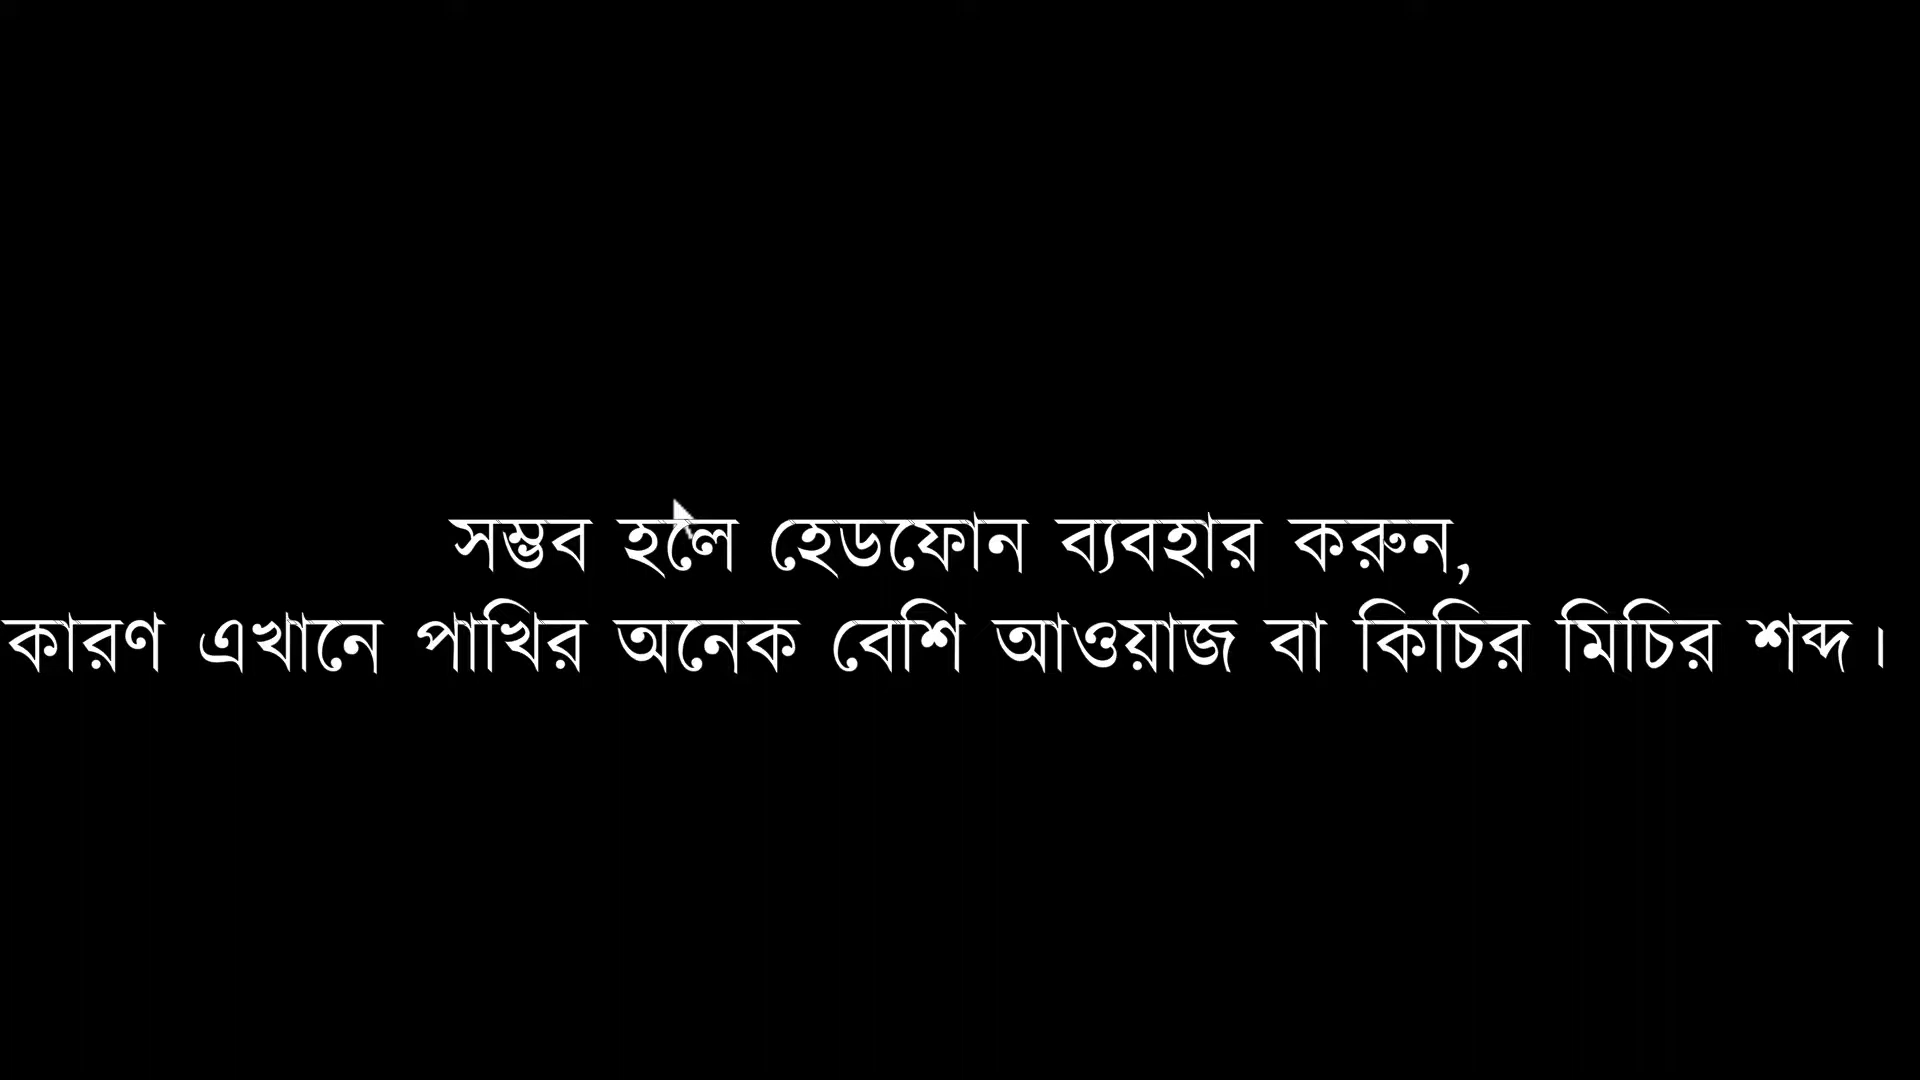 সম্ভব হলে হেডফোন ব্যবহার করুন,
কারণ এখানে পাখির অনেক বেশি আওয়াজ বা কিচির মিচির শব্দ।